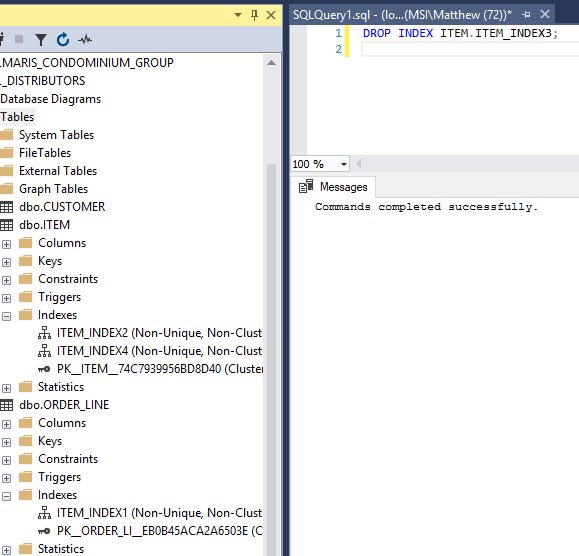 LMARIS_CONDOMINIUM_GROUP
L_DISTRIBUTORS
Database Diagrams
Tables
System Tables
FileTables
External Tables
Graph Tables
dbo.CUSTOMER
dbo.ITEM
Columns
Keys
Constraints
Triggers
Indexes
ITEM_INDEX2 (Non-Unique, Non-Clust
ITEM_INDEX4 (Non-Unique, Non-Clust
PK__ITEM__74C7939956BD8D40 (Cluster
Statistics
dbo.ORDER_LINE
Columns
Keys
Constraints
Triggers
Indexes
ITEM_INDEX1 (Non-Unique, Non-Clust
PK__ORDER_LI__EB0B45ACA2A6503E (C
Statistics
SQLQuery1.sql - (lo...(MSI\Matthew (72))*
1 DROP INDEX ITEM.ITEM_INDEX3;
2
100 %
Messages
Commands completed successfully.